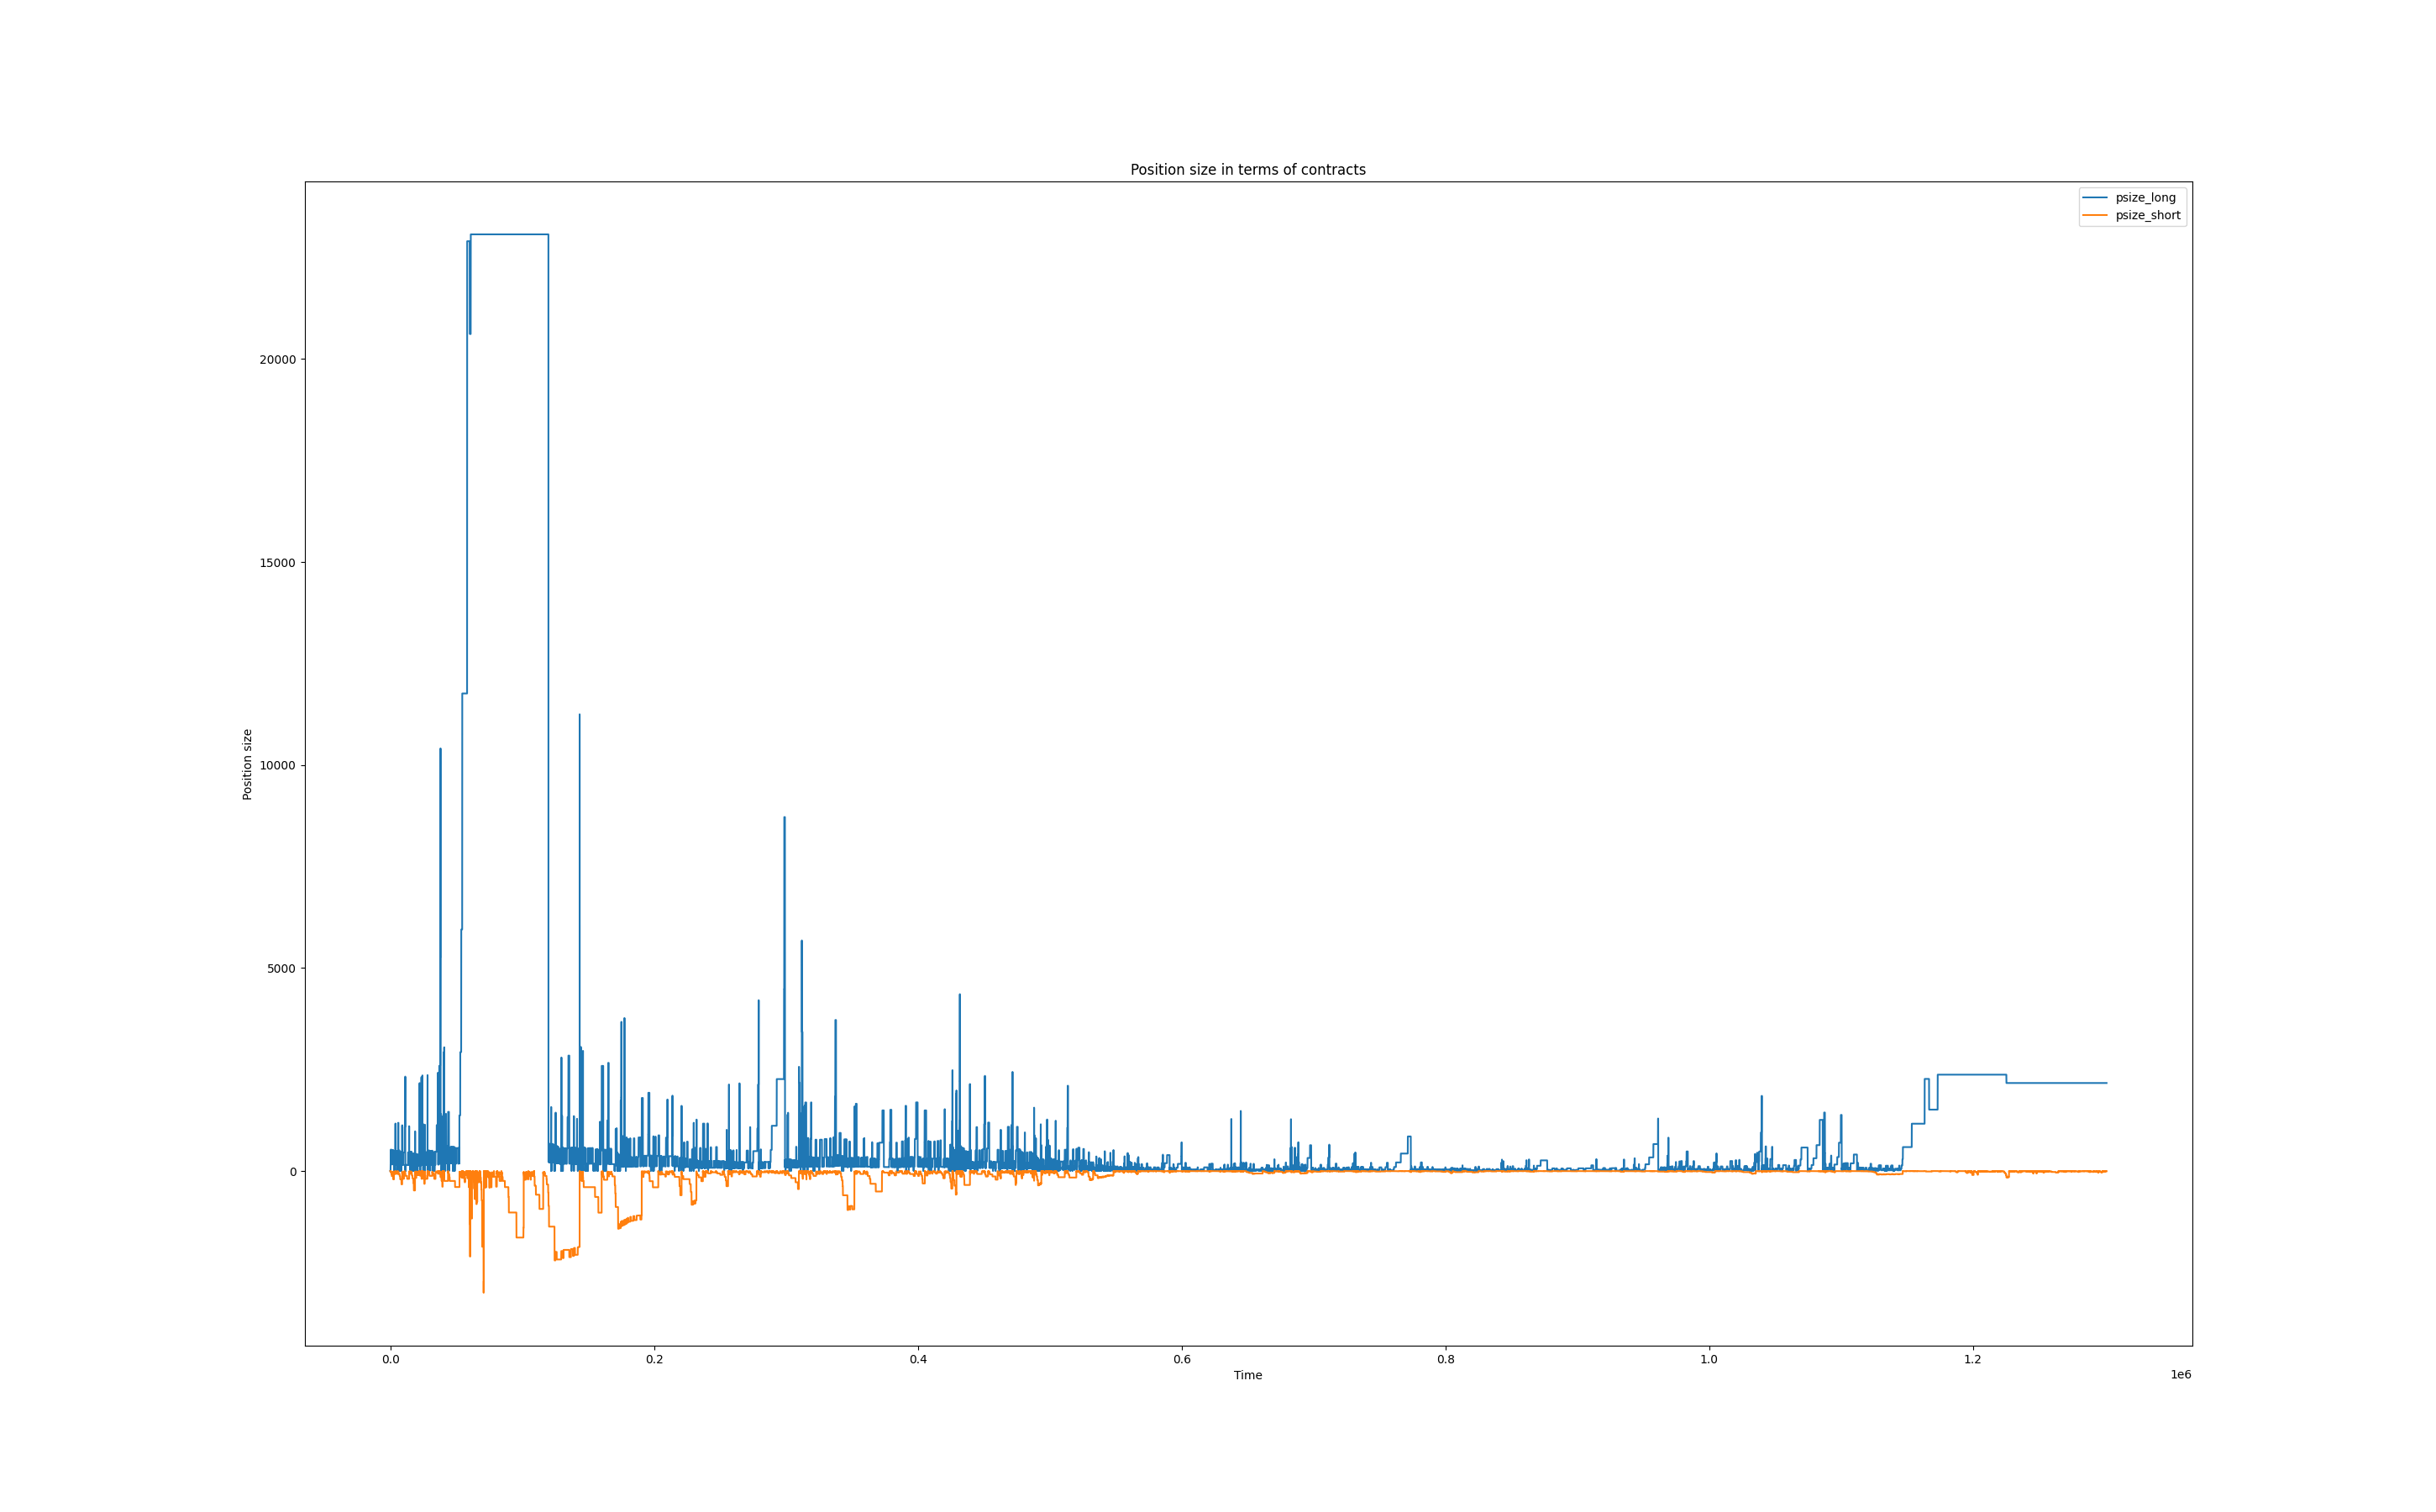 Position size in terms of contracts
psize_long
psize_short
Position size
20000
15000
10000
5000
0
0.0 0.2 0.4 0.6 0.8 1.0 1.2
Time
1e6